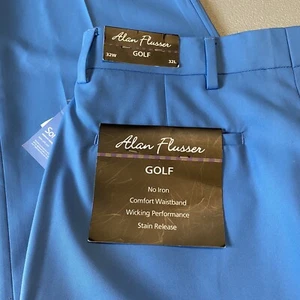 Alan Flusser
32W
GOLF
32L
Alan Flusser
GOLF
No Iron
Comfort Waistband
Wicking Performance
Stain Release